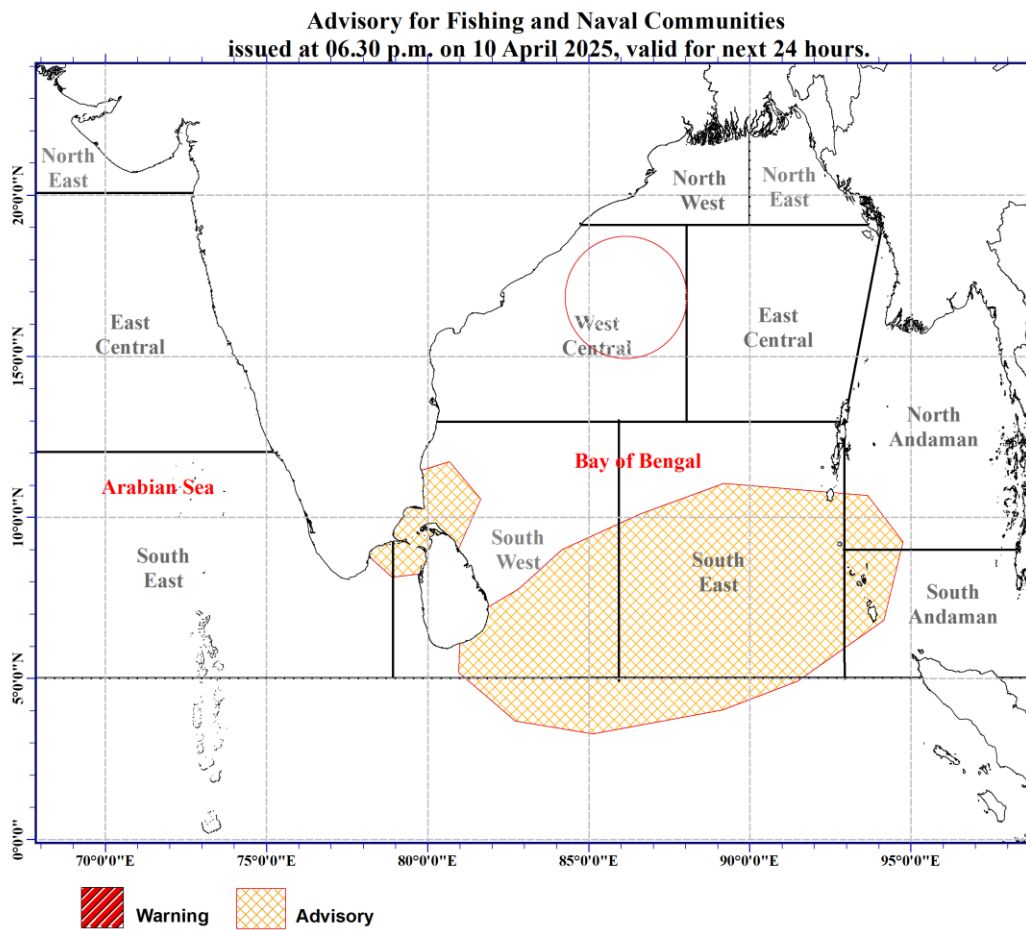 Advisory for Fishing and Naval Communities
issued at 06.30 p.m. on 10 April 2025, valid for next 24 hours.
North
East
North
West
North
East
East
Central
West
Central
East
Central
North
Andaman
Bay of Bengal
Arabian Sea
South
East
South
West
South
East
South
Andaman
20°0'0"N
15°0'0"N
10°0'0"N
5°0'0"N
0°0'0"
70°0'0"E
75°0'0"E
80°0'0"E
85°0'0"E
90°0'0"E
95°0'0"E
Warning
Advisory